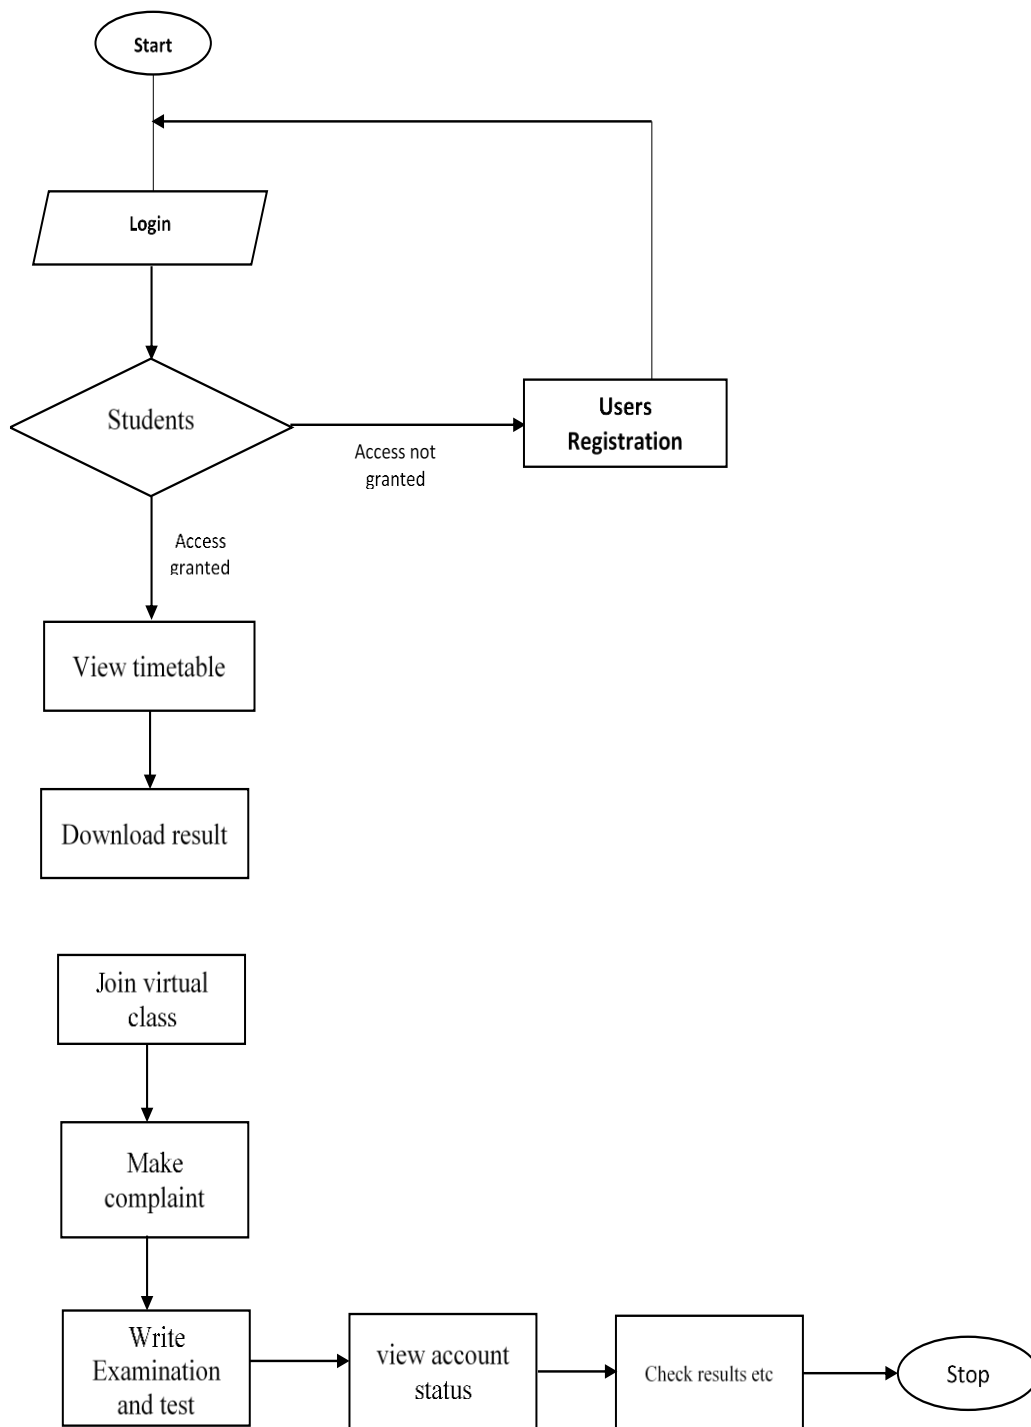 Start
Login
Students
Access not
granted
Users
Registration
Access
granted
View timetable
Download result
Join virtual
class
Make
complaint
Write
Examination
and test
view account
status
Check results etc
Stop